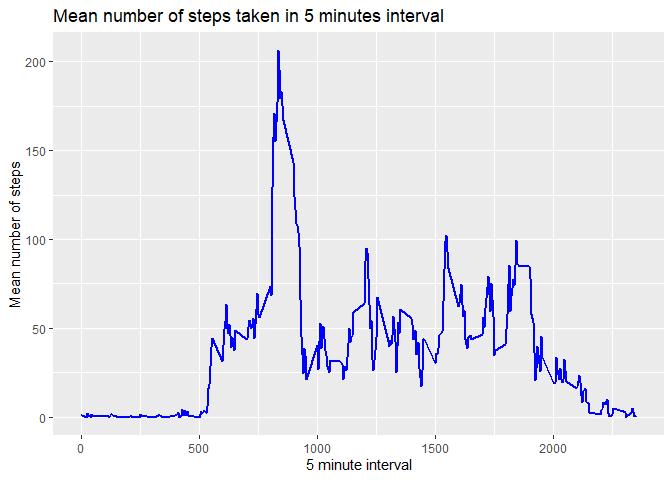 Mean number of steps taken in 5 minutes interval
200
150
100
50
0
Mean number of steps
0 500 1000 1500 2000
5 minute interval